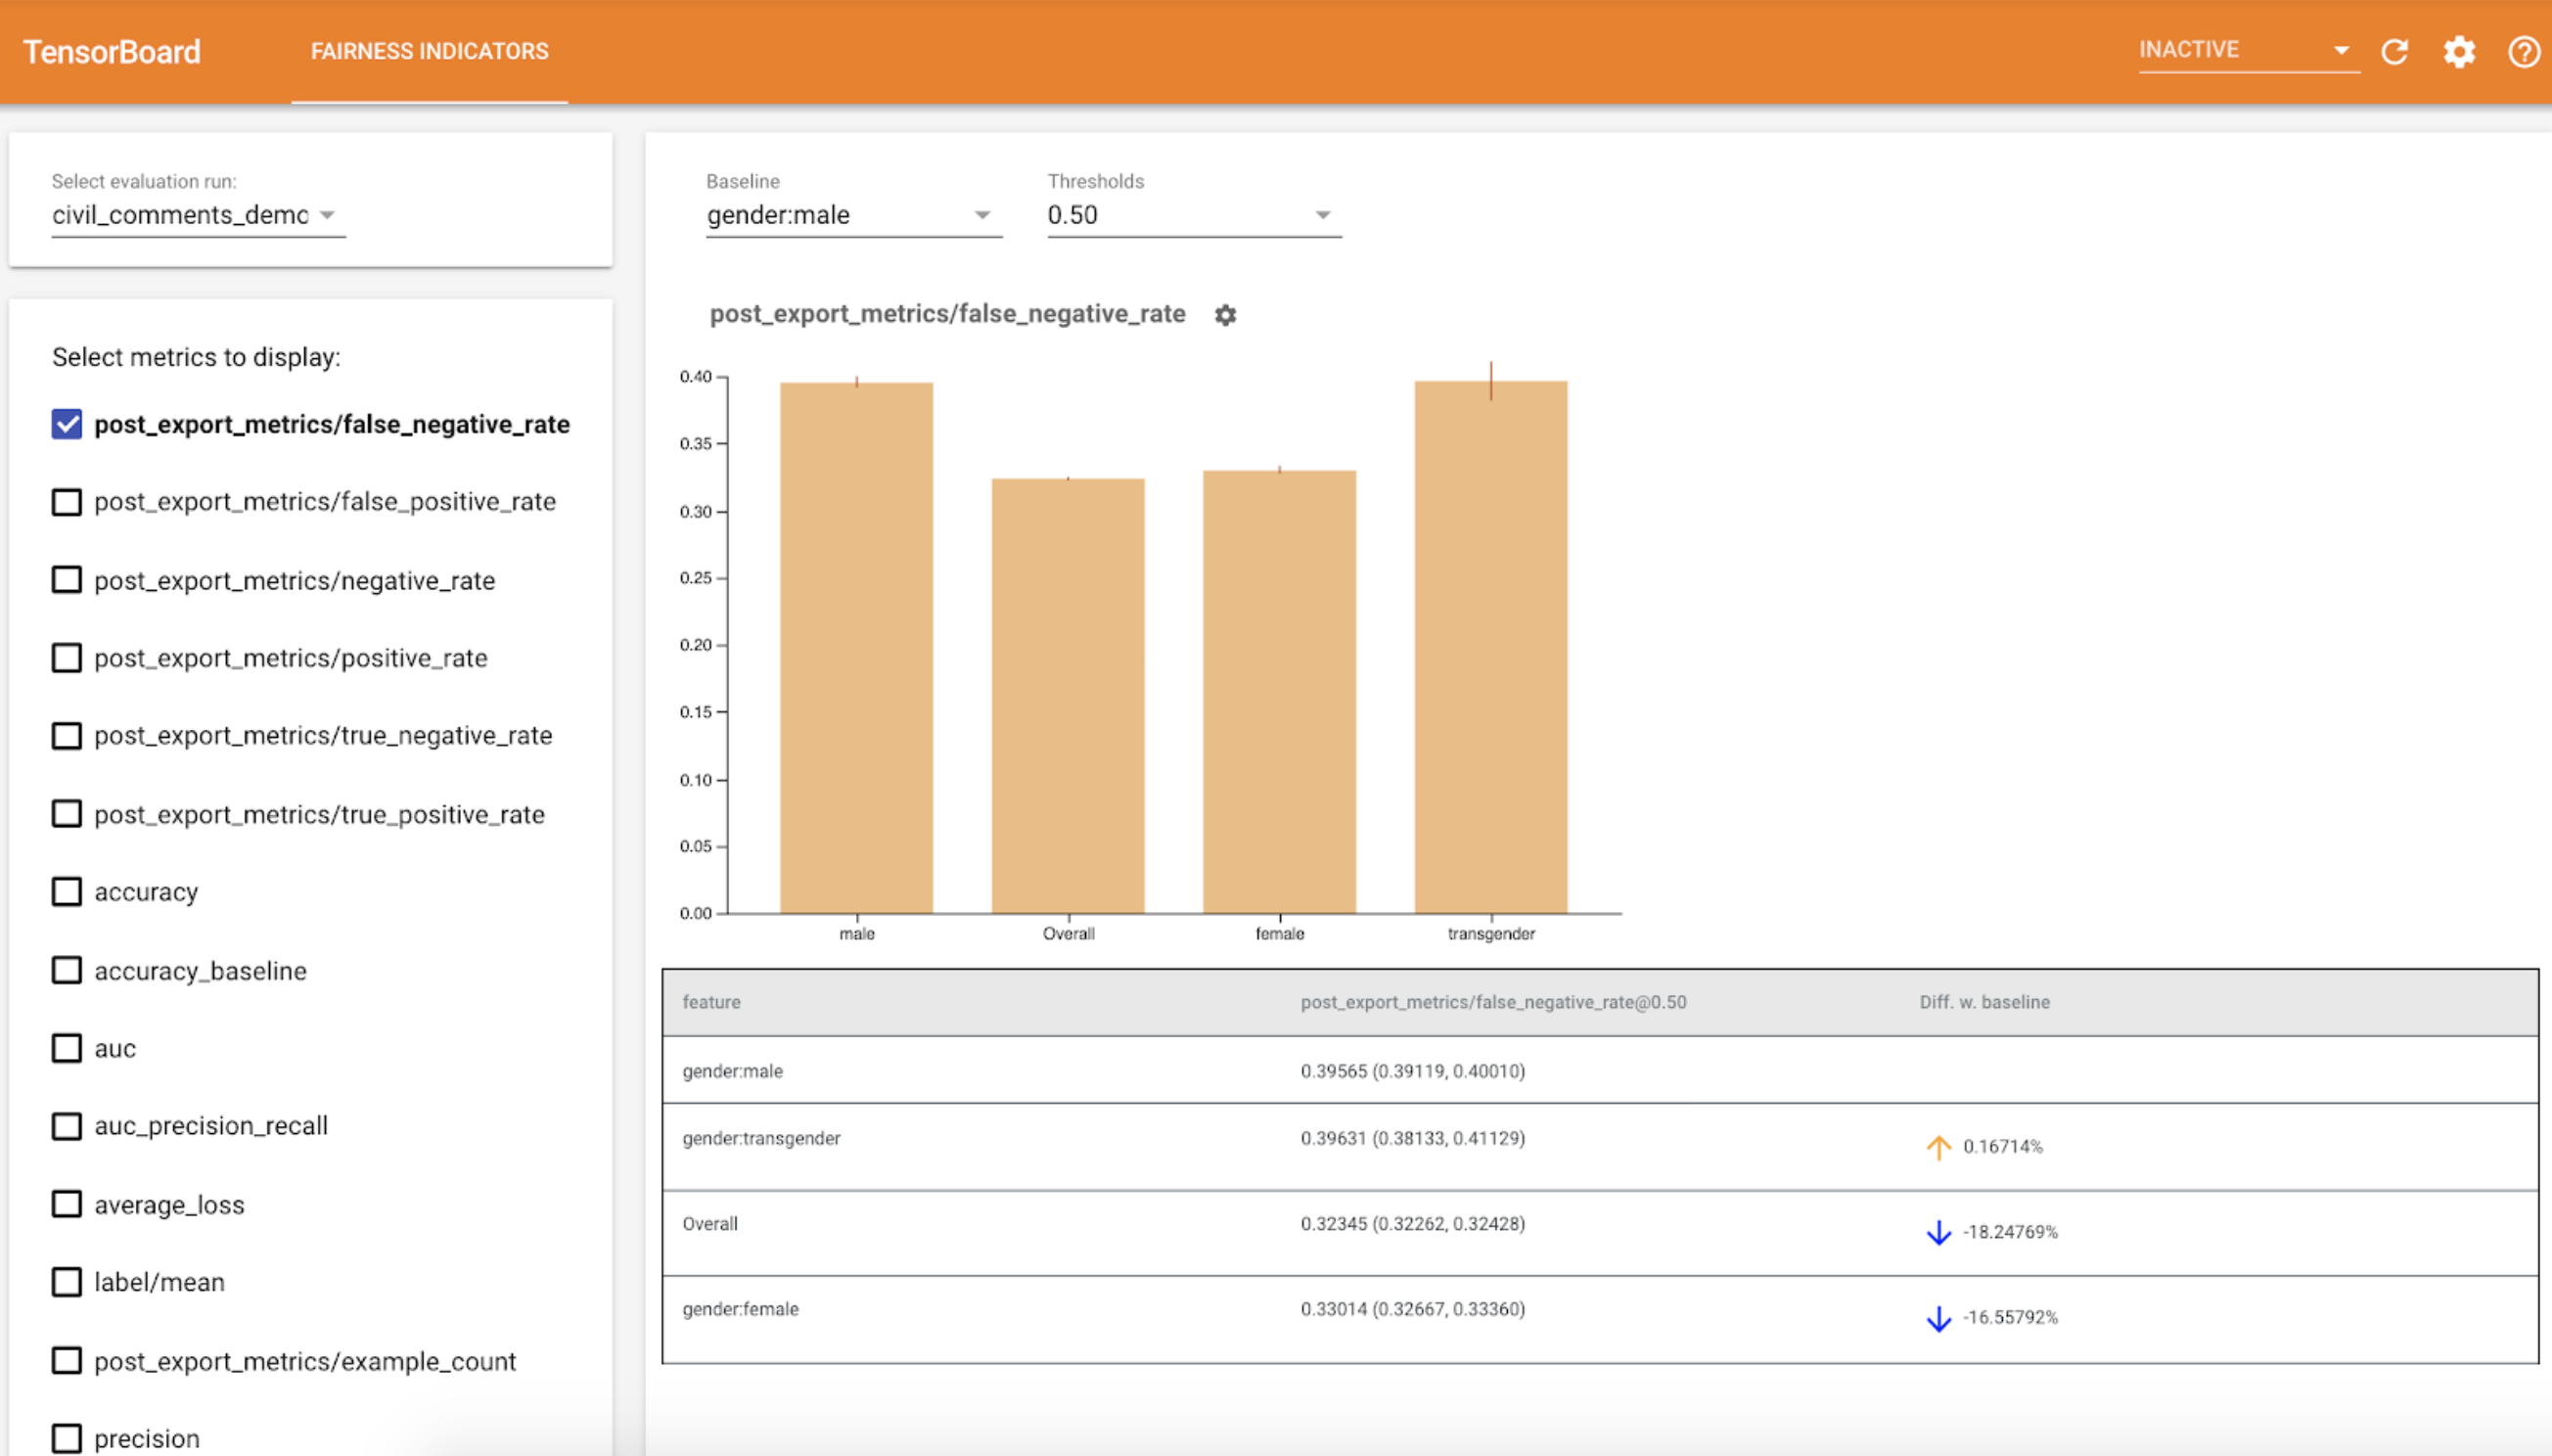 TensorBoard
FAIRNESS INDICATORS
INACTIVE
Select evaluation run:
civil_comments_demo
Select metrics to display:
post_export_metrics/false_negative_rate
post_export_metrics/false_positive_rate
post_export_metrics/negative_rate
post_export_metrics/positive_rate
post_export_metrics/true_negative_rate
post_export_metrics/true_positive_rate
accuracy
accuracy_baseline
auc
auc_precision_recall
average_loss
label/mean
post_export_metrics/example_count
precision
Baseline
gender:male
Thresholds
0.50
post_export_metrics/false_negative_rate
0.40
0.35
0.30
0.25
0.20
0.15
0.10
0.05
0.00
male Overall female transgender
feature post_export_metrics/false_negative_rate@0.50 Diff. w. baseline
gender:male 0.39565 (0.39119, 0.40010)
gender:transgender 0.39631 (0.38133, 0.41129) 0.16714%
Overall 0.32345 (0.32262, 0.32428) -18.24769%
gender:female 0.33014 (0.32667, 0.33360) -16.55792%